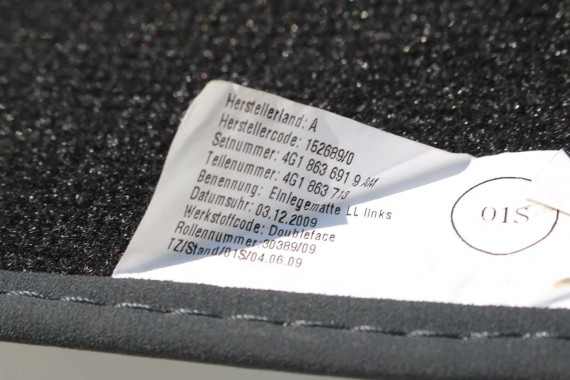 Herstellerland: A
Herstellercode: 152689/0
Setnummer: 4G1 863 691 9AM
Teilenummer: 4G1 863 713
Benennung: Einlegematte LL links
Datumsuhr: 03.12.2009
Werkstoffcode: Doubleface
Rollennummer:30389/09
TZ/Stand/01S/04.06.09
01S